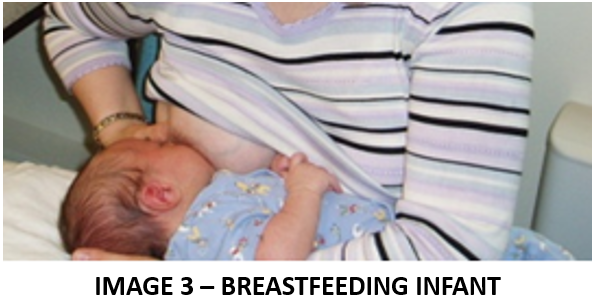 IMAGE 3 – BREASTFEEDING INFANT